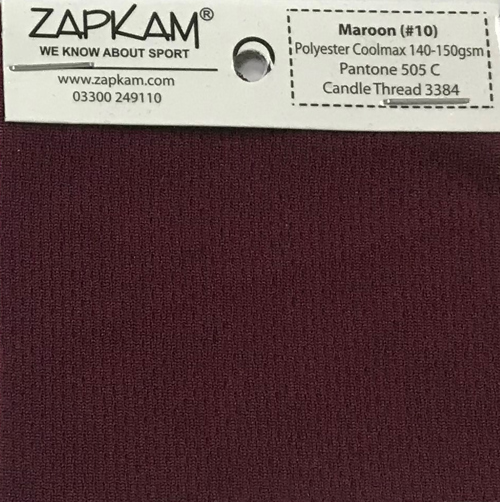 ZAPKAM®
WE KNOW ABOUT SPORT
www.zapkam.com
03300 249110
Maroon (#10)
Polyester Coolmax 140-150gsm
Pantone 505 C
Candle Thread 3384